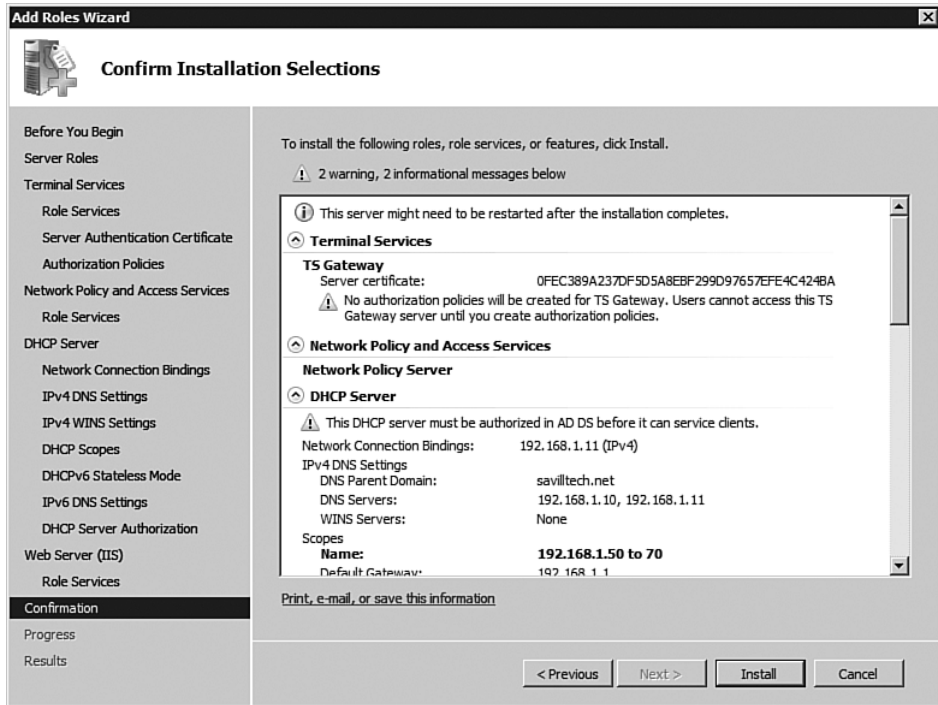 Add Roles Wizard
Confirm Installation Selections
Before You Begin
Server Roles
Terminal Services
Role Services
Server Authentication Certificate
Authorization Policies
Network Policy and Access Services
Role Services
DHCP Server
Network Connection Bindings
IPv4 DNS Settings
IPv4 WINS Settings
DHCP Scopes
DHCPv6 Stateless Mode
IPv6 DNS Settings
DHCP Server Authorization
Web Server (IIS)
Role Services
Confirmation
Progress
Results
To install the following roles, role services, or features, click Install.
2 warning, 2 informational messages below
This server might need to be restarted after the installation completes.
Terminal Services
TS Gateway
Server certificate: 0FEC389A237DF5D5A8EBF299D97657EFE4C424BA
No authorization policies will be created for TS Gateway. Users cannot access this TS
Gateway server until you create authorization policies.
Network Policy and Access Services
Network Policy Server
DHCP Server
This DHCP server must be authorized in AD DS before it can service clients.
Network Connection Bindings: 192.168.1.11 (IPv4)
IPv4 DNS Settings
DNS Parent Domain: savilltech.net
DNS Servers: 192.168.1.10, 192.168.1.11
WINS Servers: None
Scopes
Name: 192.168.1.50 to 70
Default Gateway: 192.168.1.1
Print, e-mail, or save this information
< Previous
Next >
Install
Cancel